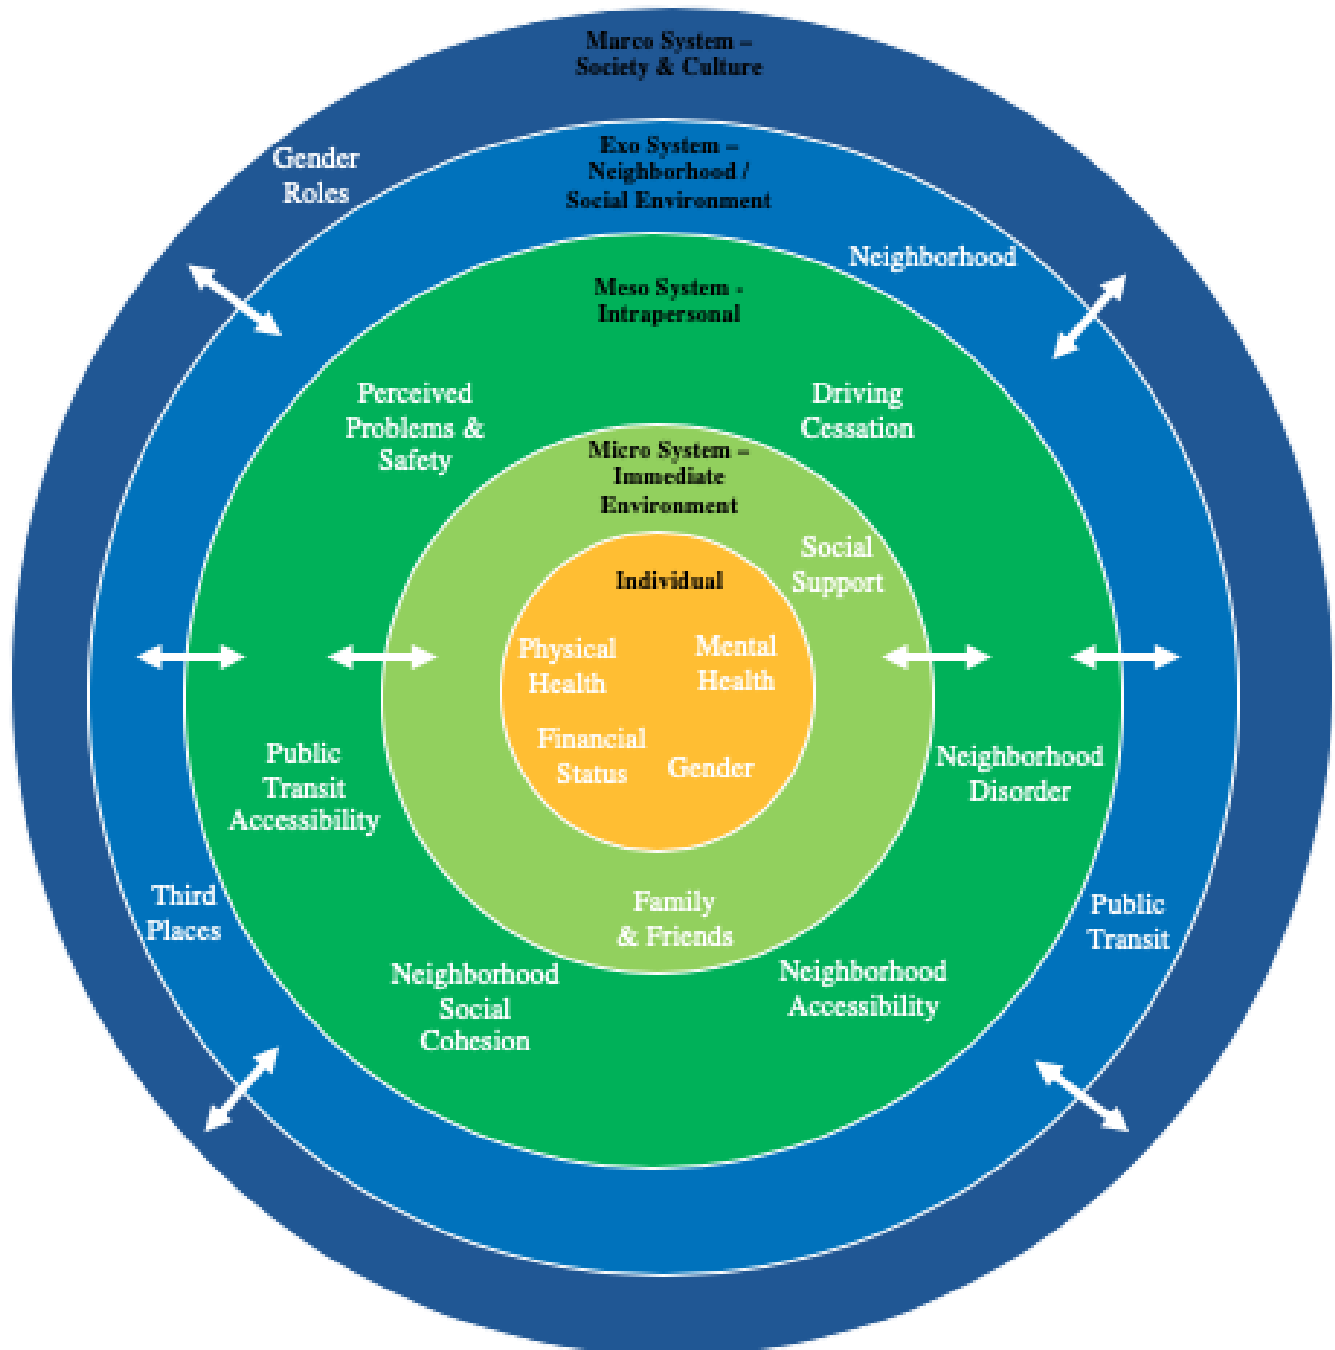 Marco System –
Society & Culture
Gender
Roles
Exo System –
Neighborhood /
Social Environment
Neighborhood
Meso System -
Intrapersonal
Perceived
Problems &
Safety
Driving
Cessation
Micro System –
Immediate
Environment
Social
Support
Individual
Physical
Health
Mental
Health
Financial
Status
Gender
Public
Transit
Accessibility
Neighborhood
Disorder
Third
Places
Family
& Friends
Public
Transit
Neighborhood
Social
Cohesion
Neighborhood
Accessibility